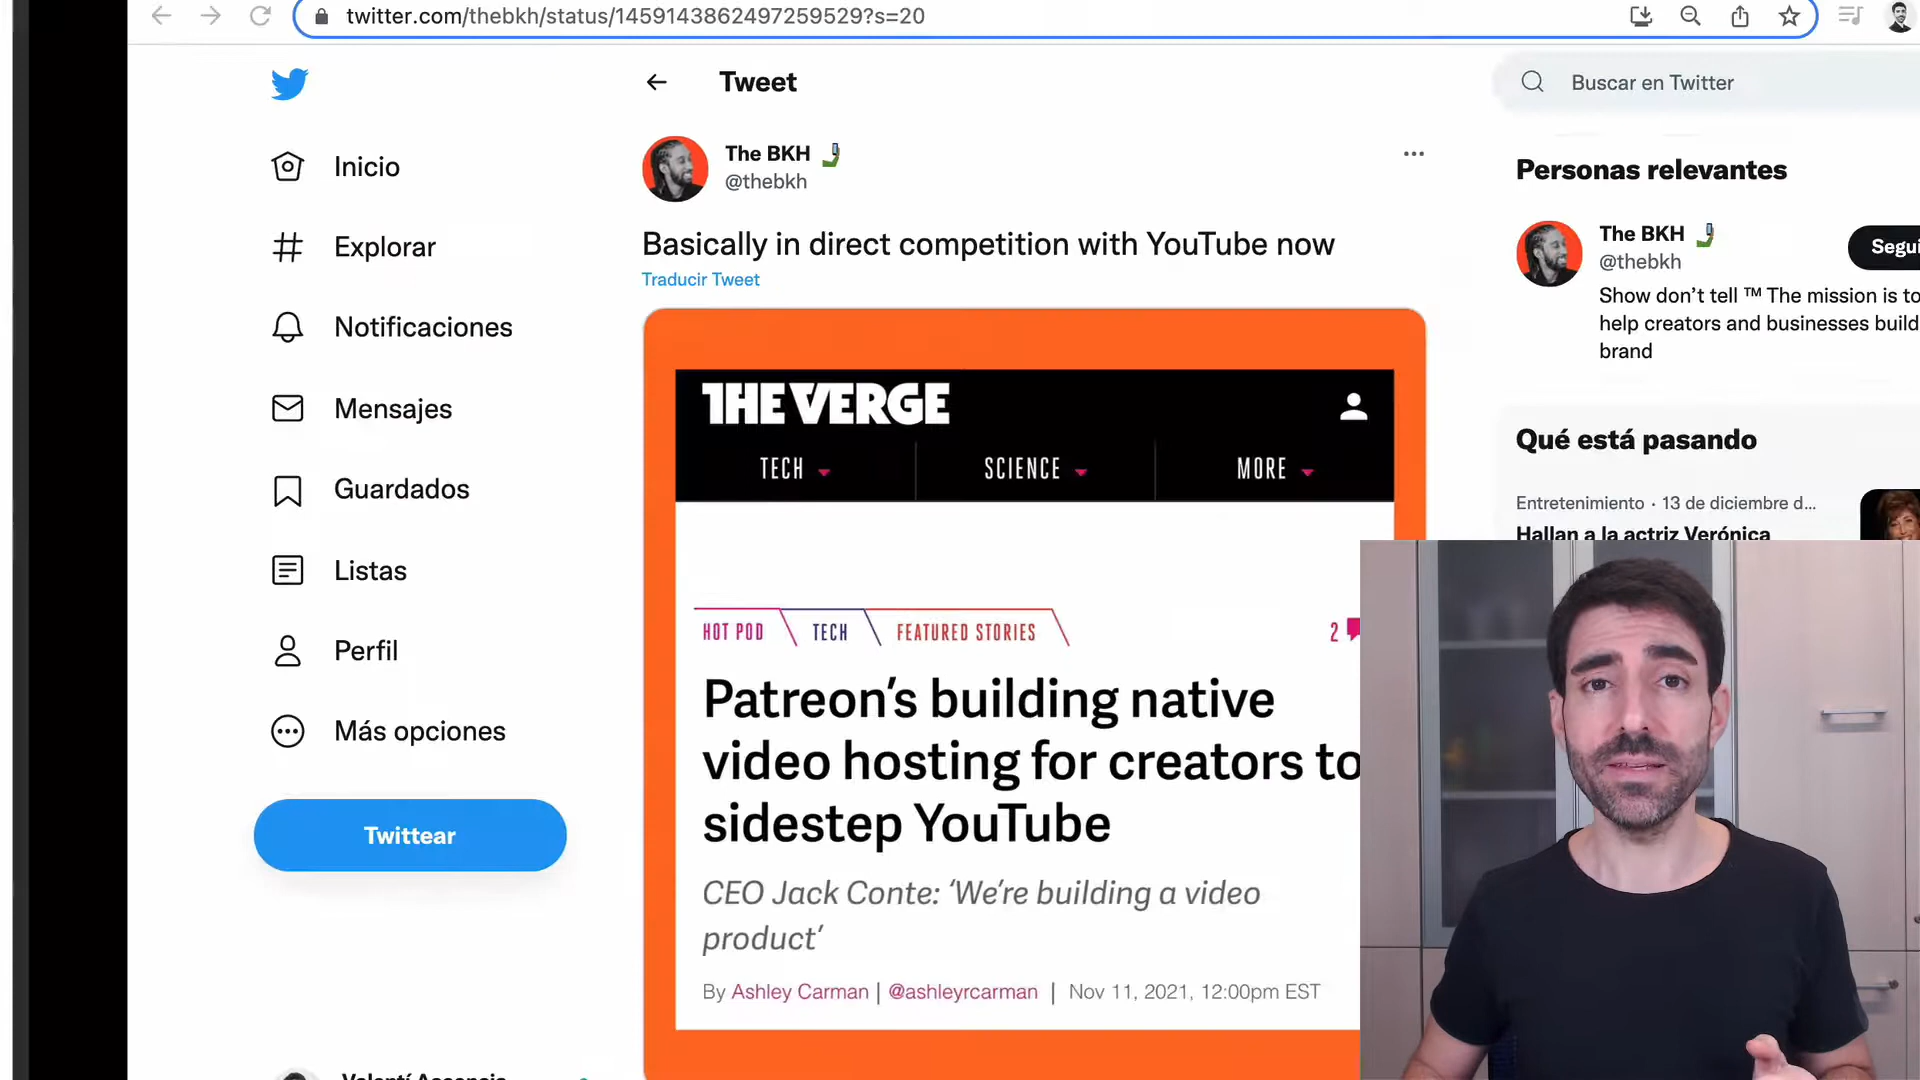 twitter.com/thebkh/status/1459143862497259529?s=20
Inicio
Explorar
Notificaciones
Mensajes
Guardados
Listas
Perfil
Más opciones
Twittear
Tweet
The BKH
@thebkh
Basically in direct competition with YouTube now
Traducir Tweet
THE VERGE
TECH SCIENCE MORE
HOT POD TECH FEATURED STORIES 2
Patreon's building native
video hosting for creators to
sidestep YouTube
CEO Jack Conte: ‘We're building a video
product’
By Ashley Carman | @ashleyrcarman | Nov 11, 2021, 12:00pm EST
Buscar en Twitter
Personas relevantes
The BKH
@thebkh
Segui
Show don’t tell ™ The mission is to
help creators and businesses build
brand
Qué está pasando
Entretenimiento · 13 de diciembre d...
Hallan a la actriz Verónica